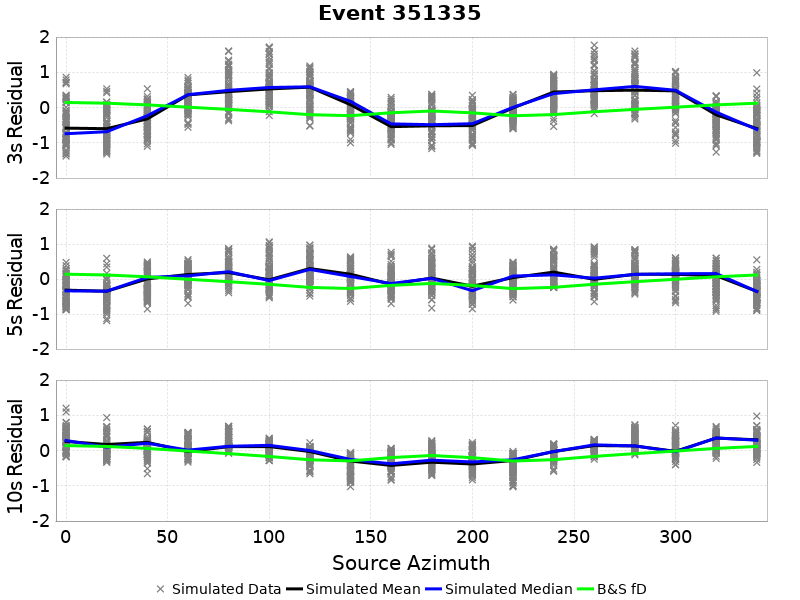 Event 351335
2
1
0
-1
-2
3s Residual
2
1
0
-1
-2
5s Residual
2
1
0
-1
-2
10s Residual
0 50 100 150 200 250 300
Source Azimuth
Simulated Data Simulated Mean Simulated Median B&S fD